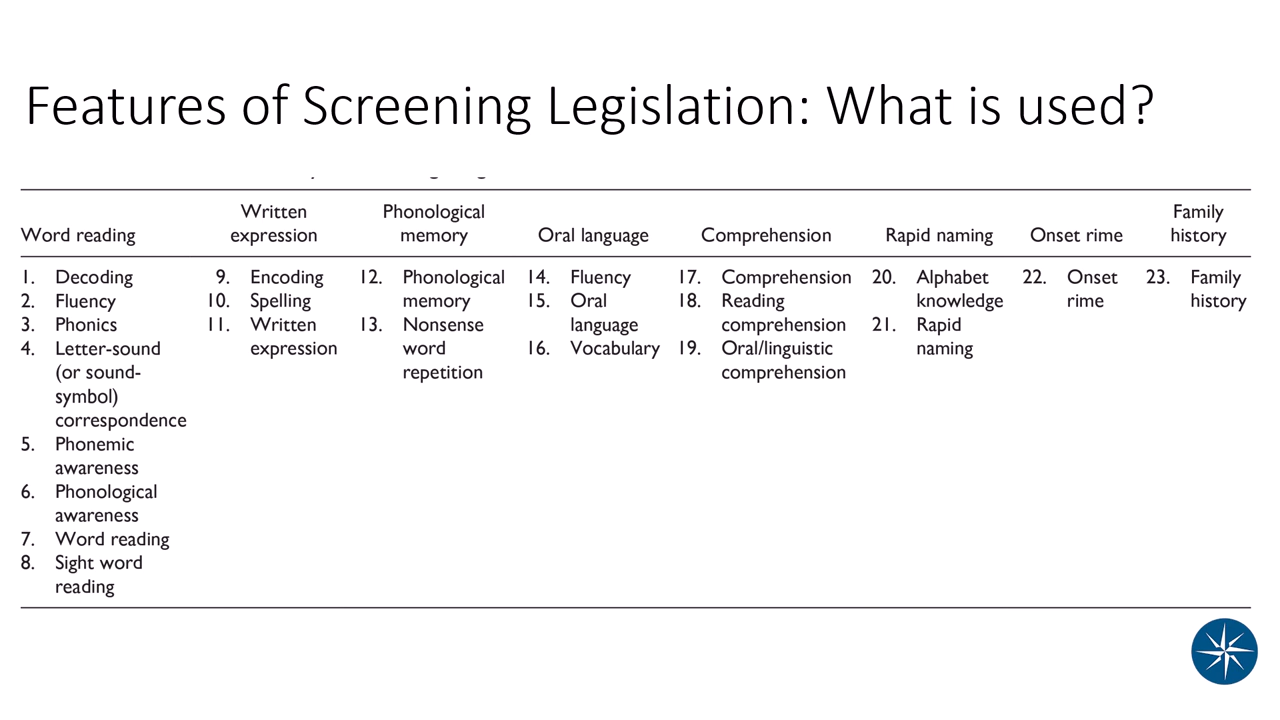 Features of Screening Legislation: What is used?
Word reading
Written
expression
Phonological
memory
Oral language
Comprehension
Rapid naming
Onset rime
Family
history
1. Decoding
2. Fluency
3. Phonics
4. Letter-sound
(or sound-
symbol)
correspondence
5. Phonemic
awareness
6. Phonological
awareness
7. Word reading
8. Sight word
reading
9. Encoding
10. Spelling
11. Written
expression
12. Phonological
memory
13. Nonsense
word
repetition
14. Fluency
15. Oral
language
16. Vocabulary
17. Comprehension
18. Reading
comprehension
19. Oral/linguistic
comprehension
20. Alphabet
knowledge
21. Rapid
naming
22. Onset
rime
23. Family
history